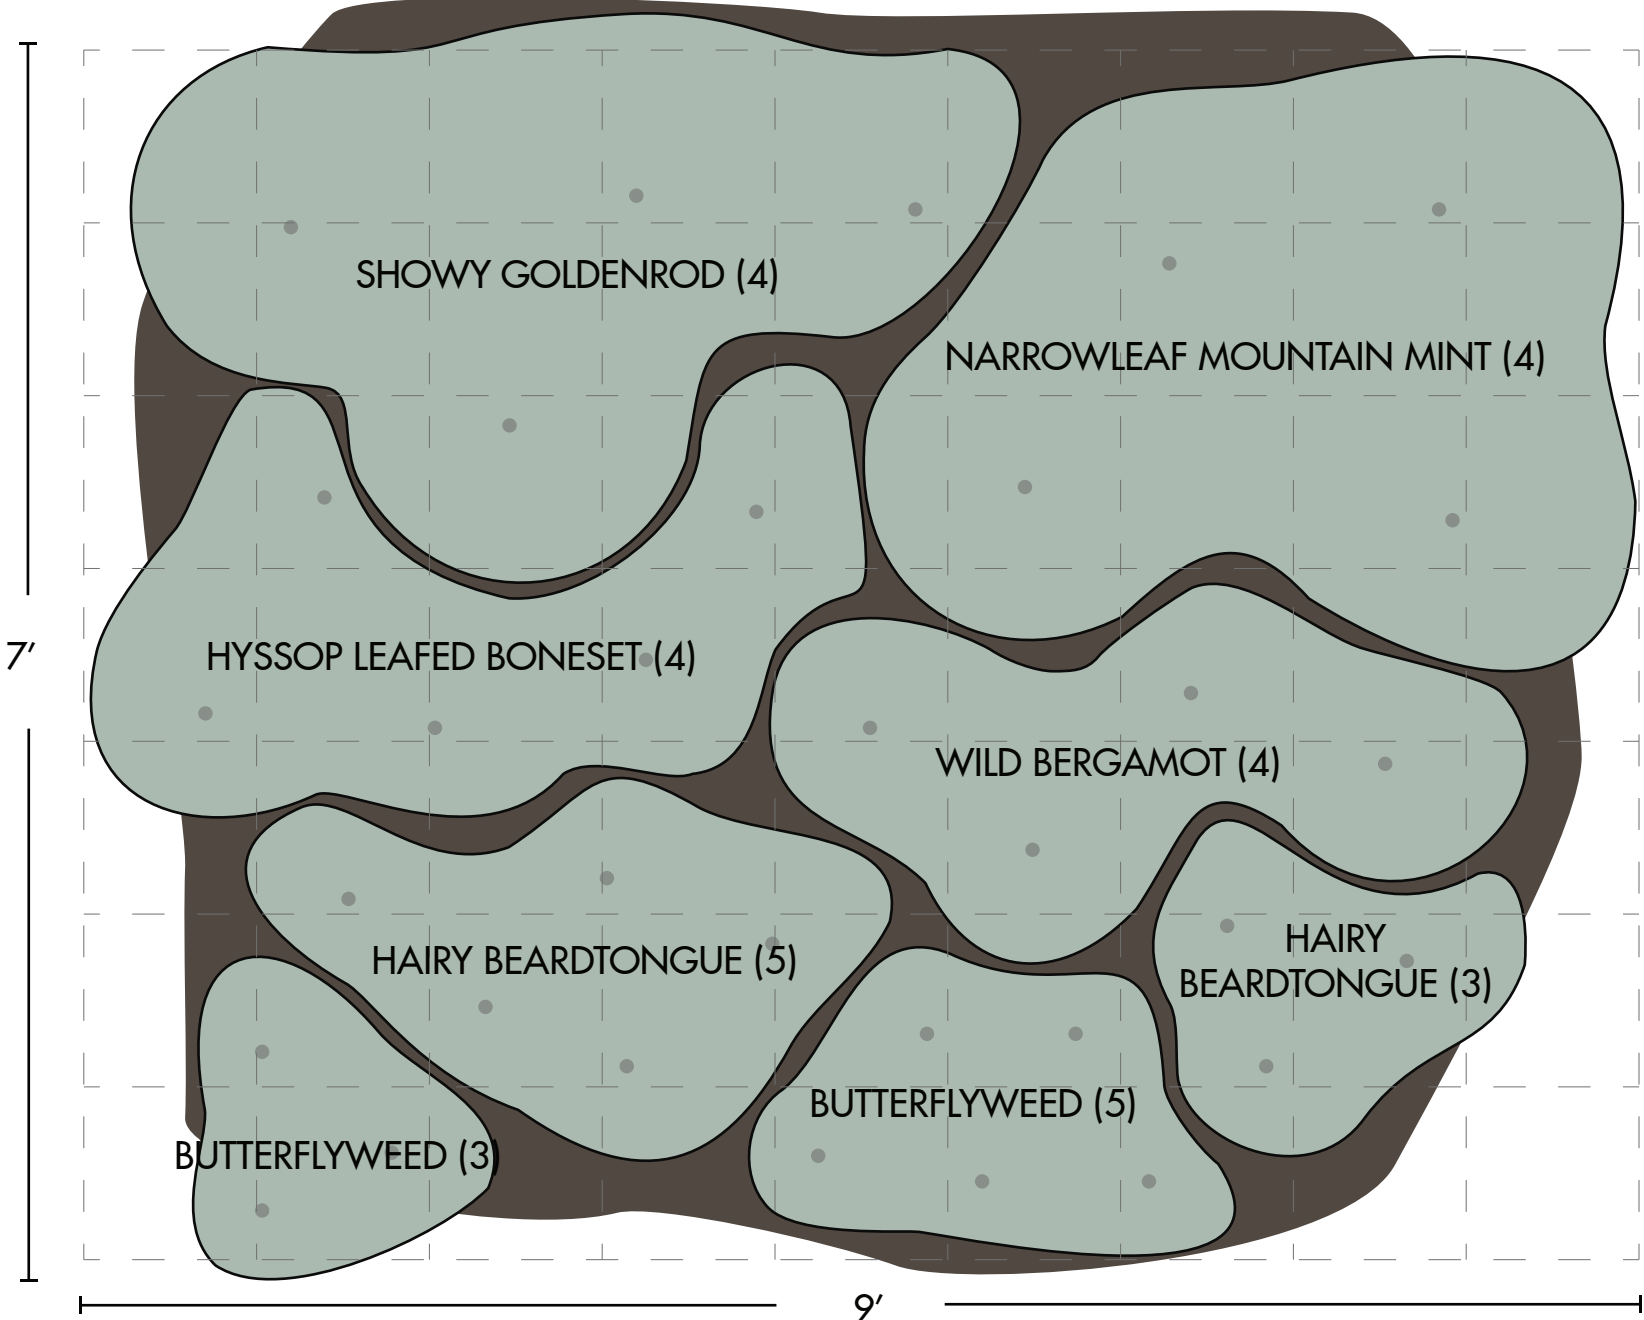 SHOWY GOLDENROD (4)
NARROWLEAF MOUNTAIN MINT (4)
7'
HYSSOP LEAFED BONESET (4)
WILD BERGAMOT (4)
HAIRY BEARDTONGUE (5)
HAIRY
BEARDTONGUE (3)
BUTTERFLYWEED (5)
BUTTERFLYWEED (3)
9'